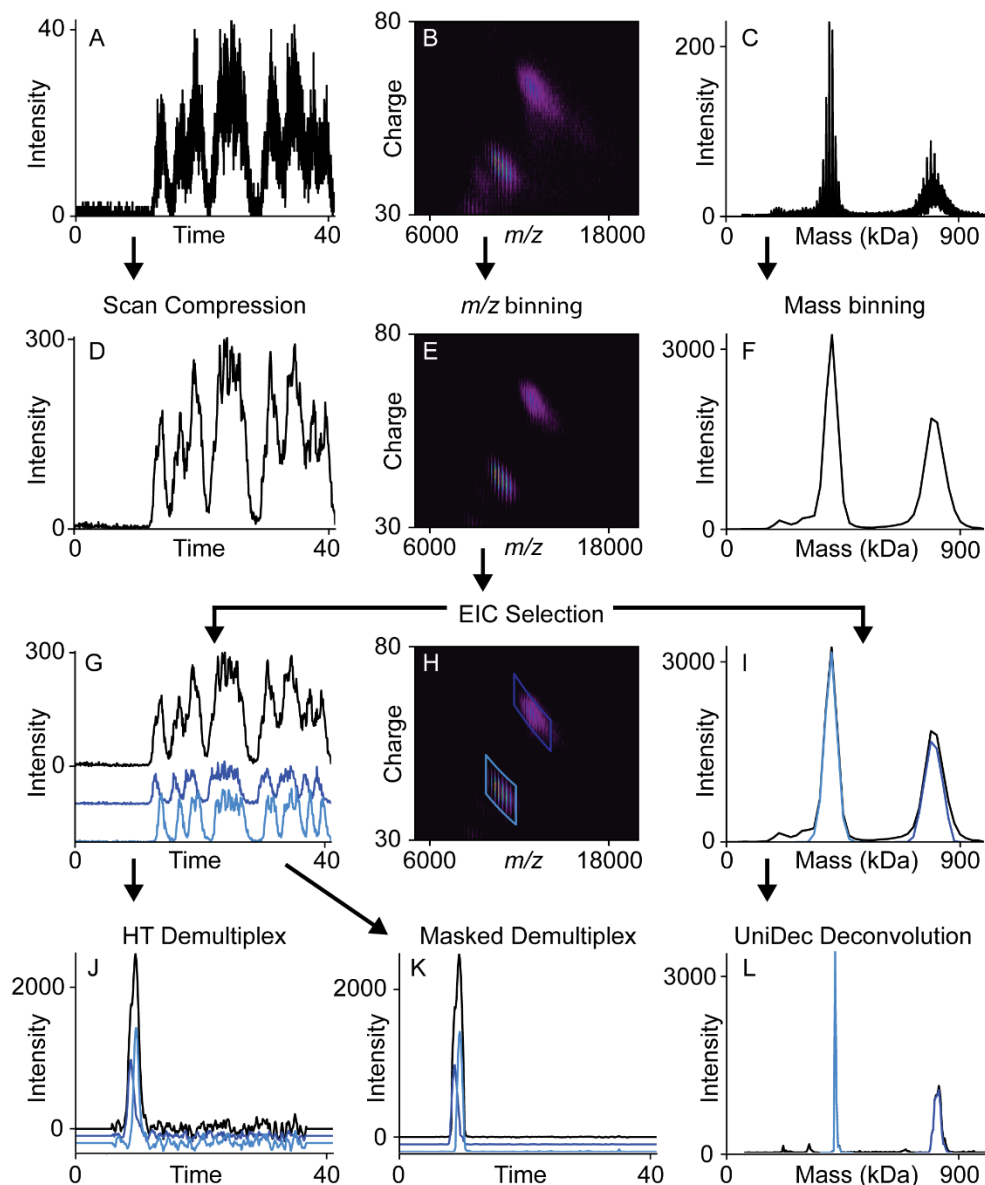 A
40
Intensity
0
0
Time
40
B
80
Charge
30
6000
m/z
18000
C
200
Intensity
0
0
Mass (kDa)
900
Scan Compression
m/z binning
Mass binning
D
300
Intensity
0
0
Time
40
E
80
Charge
30
6000
m/z
18000
F
3000
Intensity
0
0
Mass (kDa)
900
EIC Selection
G
300
Intensity
0
0
Time
40
H
80
Charge
30
6000
m/z
18000
I
3000
Intensity
0
0
Mass (kDa)
900
HT Demultiplex
Masked Demultiplex
UniDec Deconvolution
J
2000
Intensity
0
0
Time
40
K
2000
Intensity
0
0
Time
40
L
3000
Intensity
0
0
Mass (kDa)
900